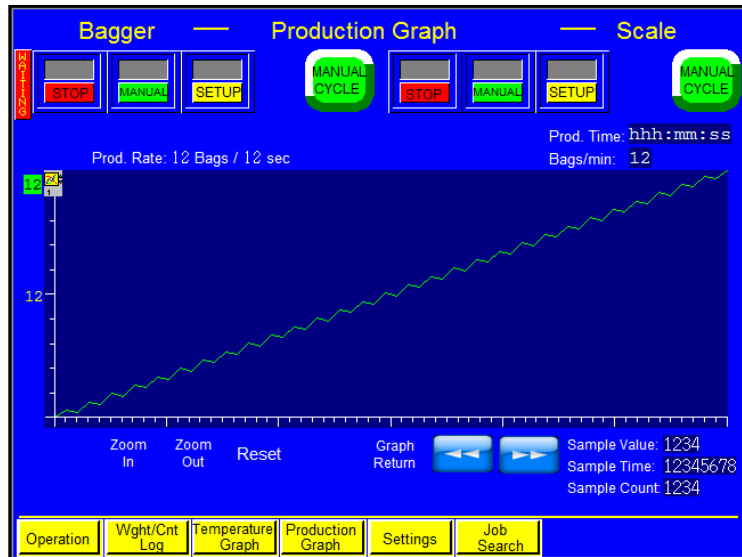 Bagger — Production Graph — Scale
WAITING
STOP MANUAL SETUP MANUAL CYCLE STOP MANUAL SETUP MANUAL CYCLE
Prod. Time: hhh:mm:ss
Prod. Rate: 12 Bags / 12 sec
Bags/min: 12
12
1
12
Zoom In
Zoom Out
Reset
Graph Return
Sample Value: 1234
Sample Time: 12345678
Sample Count: 1234
Operation
Wght/Cnt Log
Temperature Graph
Production Graph
Settings
Job Search